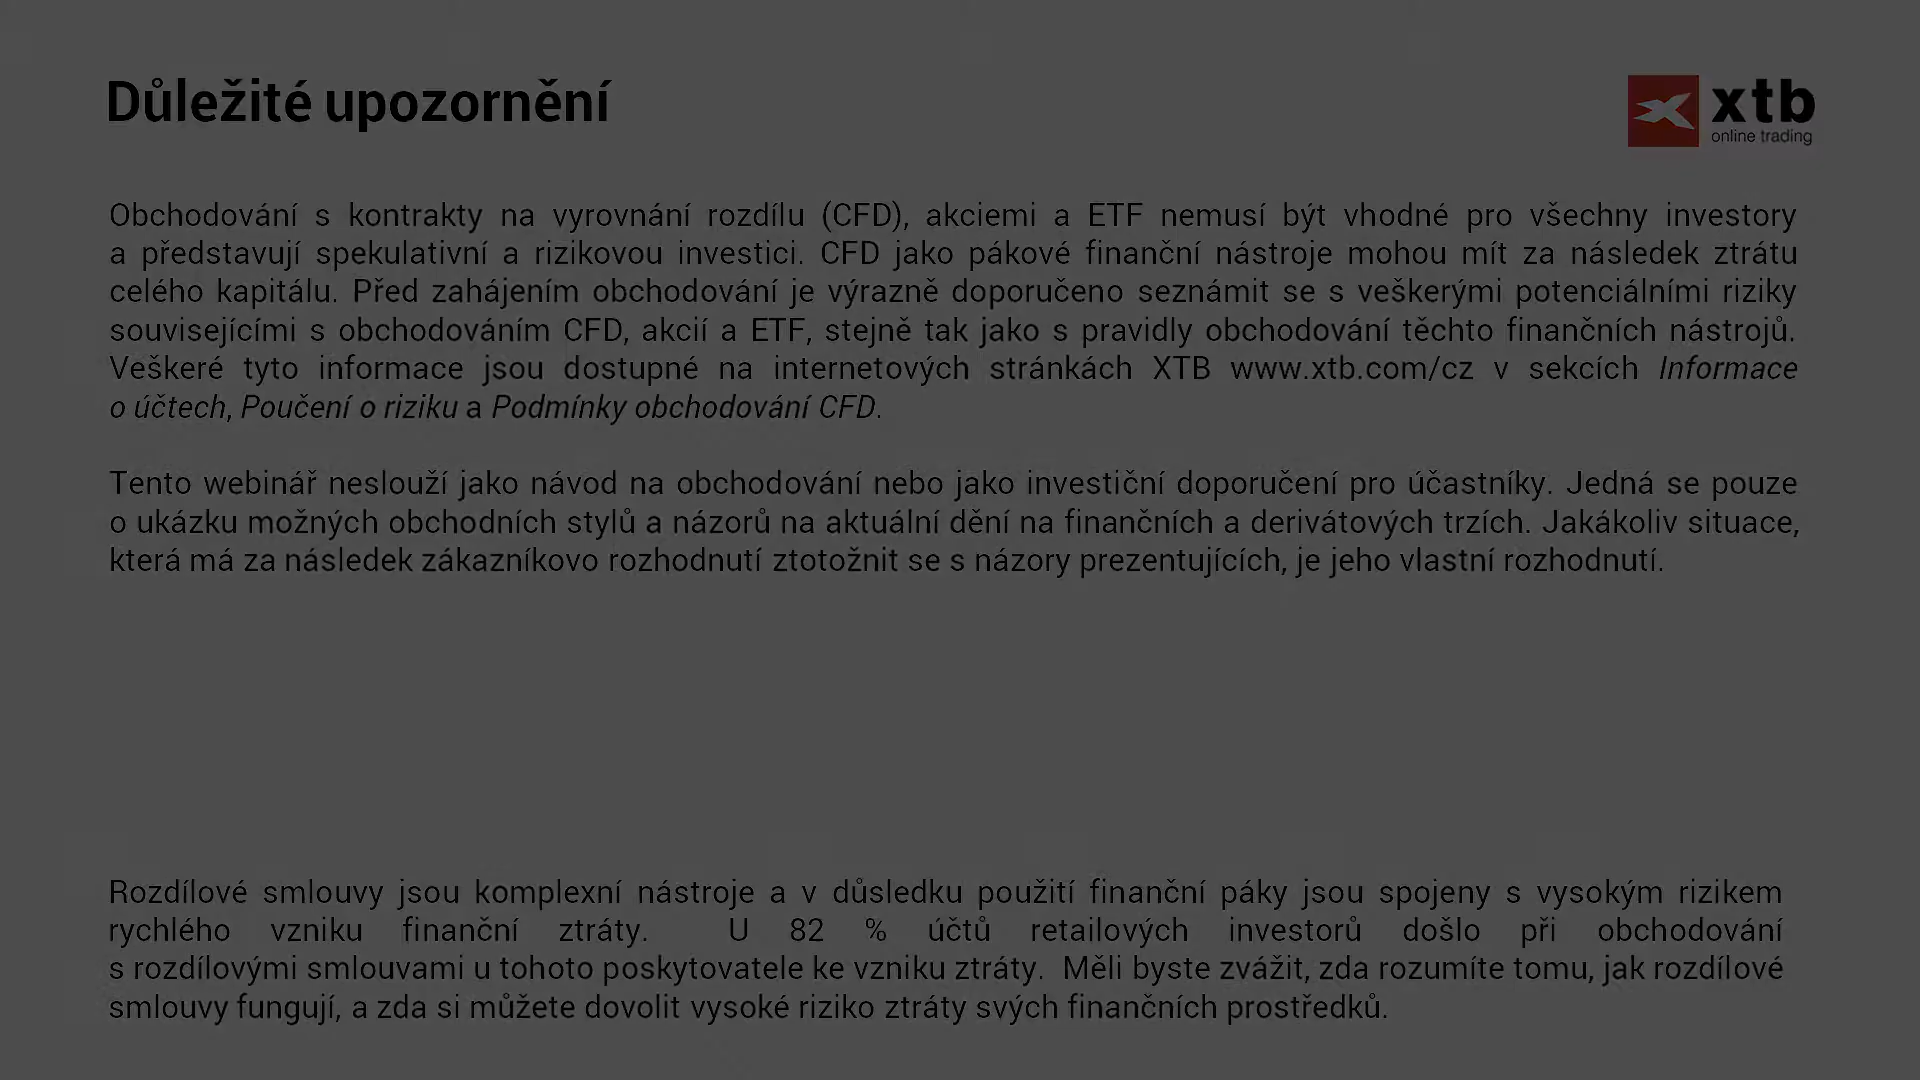 Důležité upozornění
xtb
online trading
Obchodování s kontrakty na vyrovnání rozdílu (CFD), akciemi a ETF nemusí být vhodné pro všechny investory
a představují spekulativní a rizikovou investici. CFD jako pákové finanční nástroje mohou mít za následek ztrátu
celého kapitálu. Před zahájením obchodování je výrazně doporučeno seznámit se s veškerými potenciálními riziky
souvisejícími s obchodováním CFD, akcií a ETF, stejně tak jako s pravidly obchodování těchto finančních nástrojů.
Veškeré tyto informace jsou dostupné na internetových stránkách XTB www.xtb.com/cz v sekcích Informace
o účtech, Poučení o riziku a Podmínky obchodování CFD.
Tento webinář neslouží jako návod na obchodování nebo jako investiční doporučení pro účastníky. Jedná se pouze
o ukázku možných obchodních stylů a názorů na aktuální dění na finančních a derivátových trzích. Jakákoliv situace,
která má za následek zákazníkovo rozhodnutí ztotožnit se s názory prezentujících, je jeho vlastní rozhodnutí.
Rozdílové smlouvy jsou komplexní nástroje a v důsledku použití finanční páky jsou spojeny s vysokým rizikem
rychlého vzniku finanční ztráty. U 82 % účtů retailových investorů došlo při obchodování
s rozdílovými smlouvami u tohoto poskytovatele ke vzniku ztráty. Měli byste zvážit, zda rozumíte tomu, jak rozdílové
smlouvy fungují, a zda si můžete dovolit vysoké riziko ztráty svých finančních prostředků.